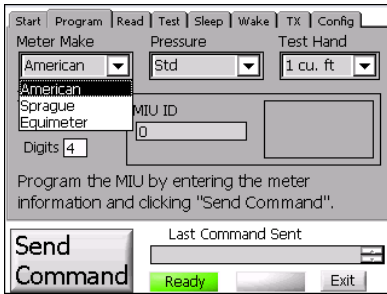 Start Program Read Test Sleep Wake TX Config
Meter Make Pressure Test Hand
American Std 1 cu. ft
American
Sprague
Equimeter
MIU ID
0
Digits 4
Program the MIU by entering the meter
information and clicking "Send Command".
Send
Command
Last Command Sent
Ready Exit